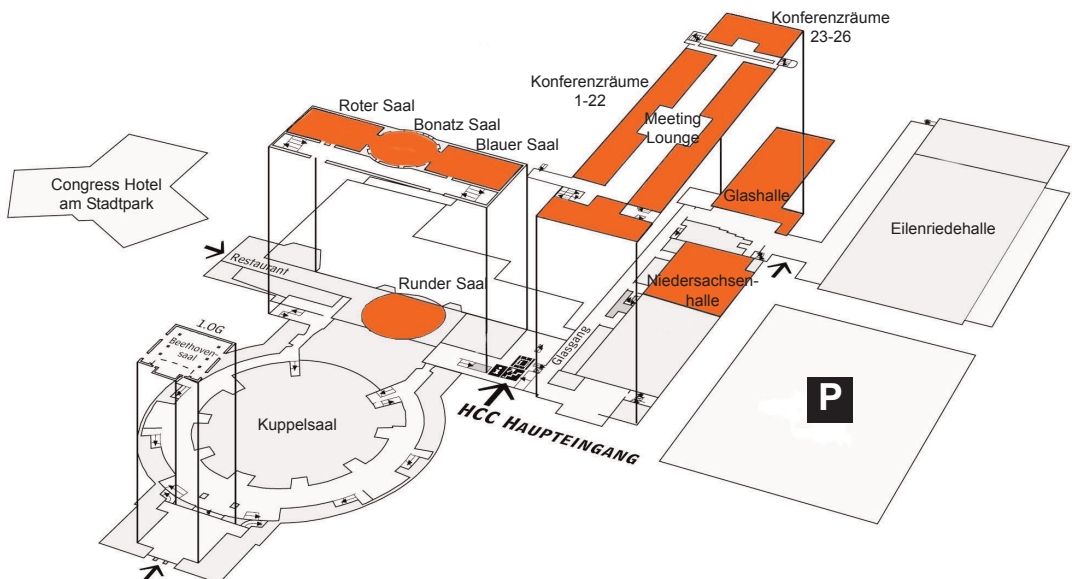 Konferenzräume
23-26
Konferenzräume
1-22
Roter Saal
Bonatz Saal
Blauer Saal
Meeting
Lounge
Congress Hotel
am Stadtpark
Glashalle
Eilenriedehalle
Restaurant
Runder Saal
Niedersachsen-
halle
1.OG
Beethoven-
saal
Glasgang
P
Kuppelsaal
HCC HAUPTEINGANG